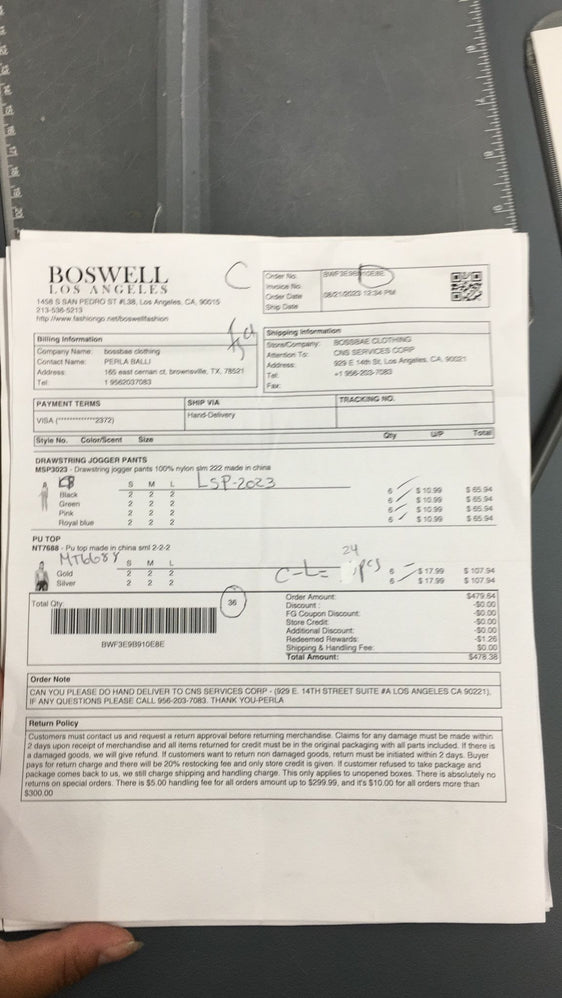 BOSWELL
LOS ANGELES
1458 S SAN PEDRO ST #L38, Los Angeles, CA, 90015
213-536-5213
http://www.fashiongo.net/boswellfashion
C
Order No. BWF3E9B910E8E
Invoice No.
Order Date 08/21/2023 12:34 PM
Ship Date
Billing Information
Company Name: bossbae clothing
Contact Name: PERLA BALLI
Address: 165 east coman ct, brownsville, TX, 78521
Tel: 1 9562037083
Shipping Information
Store/Company: BOSSBAE CLOTHING
Attention To: CNS SERVICES CORP
Address: 929 E 14th St, Los Angeles, CA, 90021
Tel: +1 956-203-7083
Fax:
PAYMENT TERMS SHIP VIA TRACKING NO.
VISA (************2372) Hand-Delivery
Style No. Color/Scent Size Qty U/P Total
DRAWSTRING JOGGER PANTS
MSP3023 - Drawstring jogger pants 100% nylon slm 222 made in china
S M L LSP-2023
Black 2 2 2 6 $ 10.99 $ 65.94
Green 2 2 2 6 $ 10.99 $ 65.94
Pink 2 2 2 6 $ 10.99 $ 65.94
Royal blue 2 2 2 6 $ 10.99 $ 65.94
PU TOP
NT7688 - Pu top made in china sml 2-2-2
MT6688 S M L C-L= 24 pcs
Gold 2 2 2 6 $ 17.99 $ 107.94
Silver 2 2 2 6 $ 17.99 $ 107.94
Total Qty: 36
BWF3E9B910E8E
Order Amount: $479.64
Discount : -$0.00
FG Coupon Discount: -$0.00
Store Credit: -$0.00
Additional Discount: -$0.00
Redeemed Rewards: -$1.26
Shipping & Handling Fee: $0.00
Total Amount: $478.38
Order Note
CAN YOU PLEASE DO HAND DELIVER TO CNS SERVICES CORP - (929 E. 14TH STREET SUITE #A LOS ANGELES CA 90221),
IF ANY QUESTIONS PLEASE CALL 956-203-7083. THANK YOU-PERLA
Return Policy
Customers must contact us and request a return approval before returning merchandise. Claims for any damage must be made within
2 days upon receipt of merchandise and all items returned for credit must be in the original packaging with all parts included. If there is
a damaged goods, we will give refund. If customers want to return non damaged goods, return must be initiated within 2 days. Buyer
pays for return charge and there will be 20% restocking fee and only store credit is given. If customer refused to take package and
package comes back to us, we still charge shipping and handling charge. This only applies to unopened boxes. There is absolutely no
returns on special orders. There is $5.00 handling fee for all orders amount up to $299.99, and it's $10.00 for all orders more than
$300.00